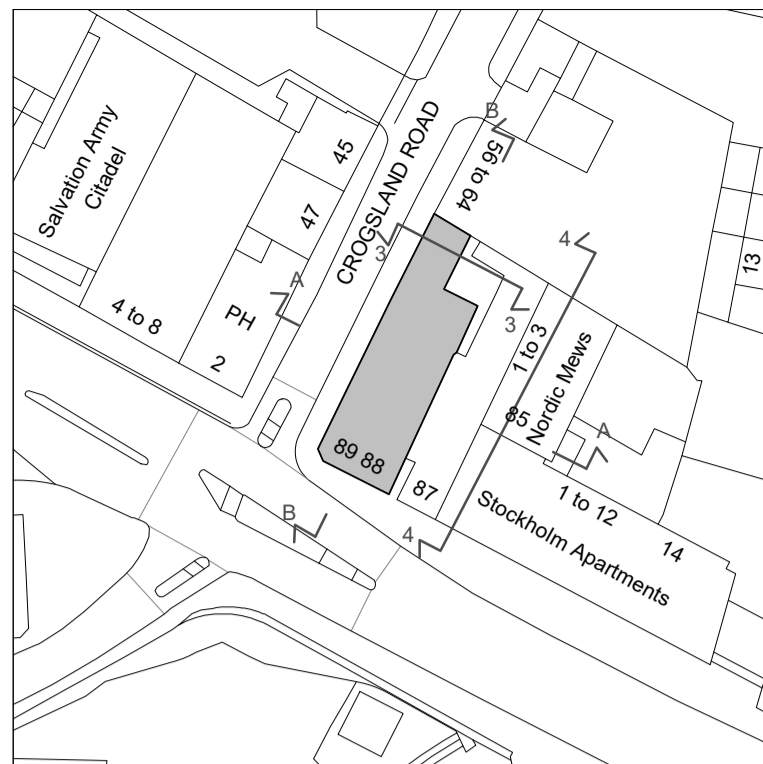 Salvation Army
Citadel
45
47
CROGSLAND ROAD
B
56 to 64
3
4
13
A
4 to 8
PH
2
3
1 to 3
Nordic Mews
85
A
89 88
87
1 to 12
14
Stockholm Apartments
B
4